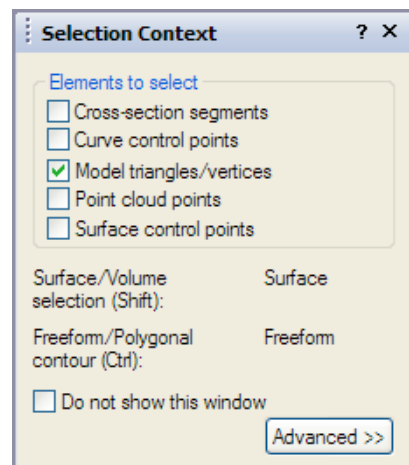 Selection Context ? ×
Elements to select
Cross-section segments
Curve control points
Model triangles/vertices
Point cloud points
Surface control points
Surface/Volume Surface
selection (Shift):
Freeform/Polygonal Freeform
contour (Ctrl):
Do not show this window
Advanced >>